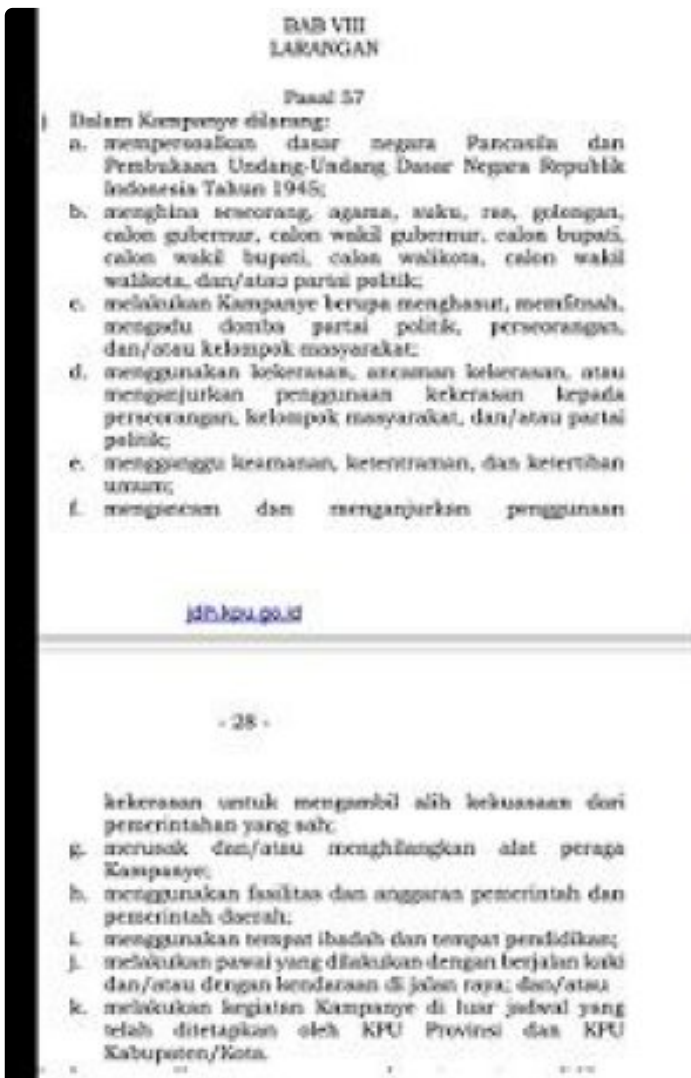 BAB VIII
LARANGAN
Pasal 57
) Dalam Kampanye dilarang:
a. mempersoalkan dasar negara Pancasila dan
Pembukaan Undang-Undang Dasar Negara Republik
Indonesia Tahun 1945;
b. menghina seseorang, agama, suku, ras, golongan,
calon gubernur, calon wakil gubernur, calon bupati,
calon wakil bupati, calon walikota, calon wakil
walikota, dan/atau partai politik;
c. melakukan Kampanye berupa menghasut, memfitnah,
mengadu domba partai politik, perseorangan,
dan/atau kelompok masyarakat;
d. menggunakan kekerasan, ancaman kekerasan, atau
menganjurkan penggunaan kekerasan kepada
perseorangan, kelompok masyarakat, dan/atau partai
politik;
e. mengganggu keamanan, ketentraman, dan ketertiban
umum;
f. mengancam dan menganjurkan penggunaan
jdih.kpu.go.id
- 28 -
kekerasan untuk mengambil alih kekuasaan dari
pemerintahan yang sah;
g. merusak dan/atau menghilangkan alat peraga
Kampanye;
h. menggunakan fasilitas dan anggaran pemerintah dan
pemerintah daerah;
i. menggunakan tempat ibadah dan tempat pendidikan;
j. melakukan pawai yang dilakukan dengan berjalan kaki
dan/atau dengan kendaraan di jalan raya; dan/atau
k. melakukan kegiatan Kampanye di luar jadwal yang
telah ditetapkan oleh KPU Provinsi dan KPU
Kabupaten/Kota.